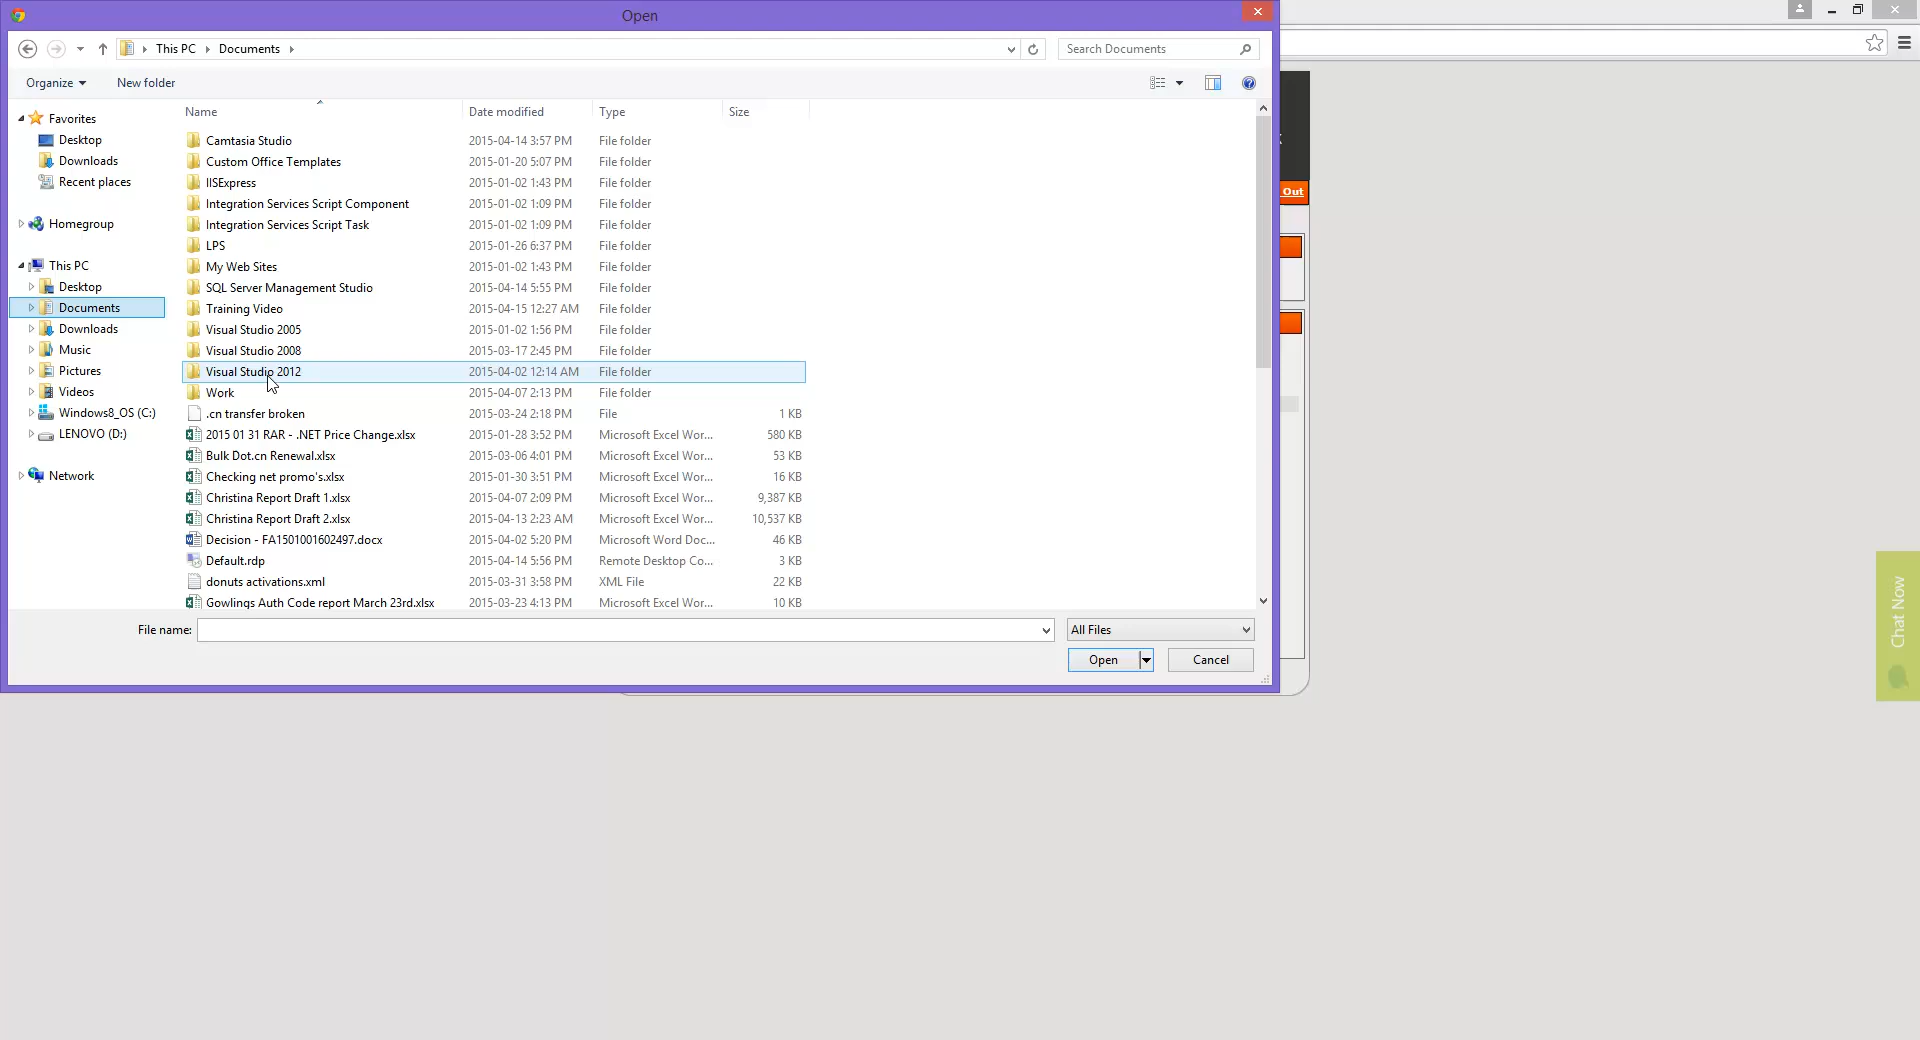 Open
This PC Documents
Search Documents
Organize New folder
Name Date modified Type Size
Favorites
Desktop
Downloads
Recent places
Homegroup
This PC
Desktop
Documents
Downloads
Music
Pictures
Videos
Windows8_OS (C:)
LENOVO (D:)
Network
Camtasia Studio 2015-04-14 3:57 PM File folder
Custom Office Templates 2015-01-20 5:07 PM File folder
IISExpress 2015-01-02 1:43 PM File folder
Integration Services Script Component 2015-01-02 1:09 PM File folder
Integration Services Script Task 2015-01-02 1:09 PM File folder
LPS 2015-01-26 6:37 PM File folder
My Web Sites 2015-01-02 1:43 PM File folder
SQL Server Management Studio 2015-04-14 5:55 PM File folder
Training Video 2015-04-15 12:27 AM File folder
Visual Studio 2005 2015-01-02 1:56 PM File folder
Visual Studio 2008 2015-03-17 2:45 PM File folder
Visual Studio 2012 2015-04-02 12:14 AM File folder
Work 2015-04-07 2:13 PM File folder
.cn transfer broken 2015-03-24 2:18 PM File 1 KB
2015 01 31 RAR - .NET Price Change.xlsx 2015-01-28 3:52 PM Microsoft Excel Wor... 580 KB
Bulk Dot.cn Renewal.xlsx 2015-03-06 4:01 PM Microsoft Excel Wor... 53 KB
Checking net promo's.xlsx 2015-01-30 3:51 PM Microsoft Excel Wor... 16 KB
Christina Report Draft 1.xlsx 2015-04-07 2:09 PM Microsoft Excel Wor... 9,387 KB
Christina Report Draft 2.xlsx 2015-04-13 2:23 AM Microsoft Excel Wor... 10,537 KB
Decision - FA1501001602497.docx 2015-04-02 5:20 PM Microsoft Word Doc... 46 KB
Default.rdp 2015-04-14 5:56 PM Remote Desktop Co... 3 KB
donuts activations.xml 2015-03-31 3:58 PM XML File 22 KB
Gowlings Auth Code report March 23rd.xlsx 2015-03-23 4:13 PM Microsoft Excel Wor... 10 KB
File name: All Files
Open Cancel
Out
Chat Now